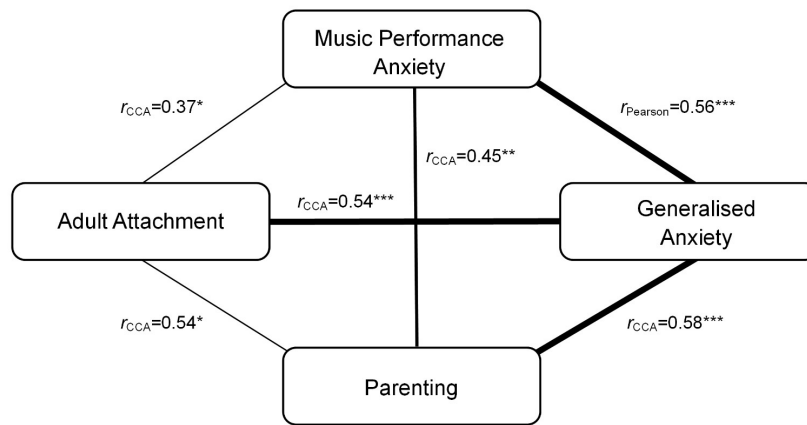 Music Performance
Anxiety
rCCA=0.37*
rPearson=0.56***
rCCA=0.45**
Adult Attachment
rCCA=0.54***
Generalised
Anxiety
rCCA=0.54*
rCCA=0.58***
Parenting